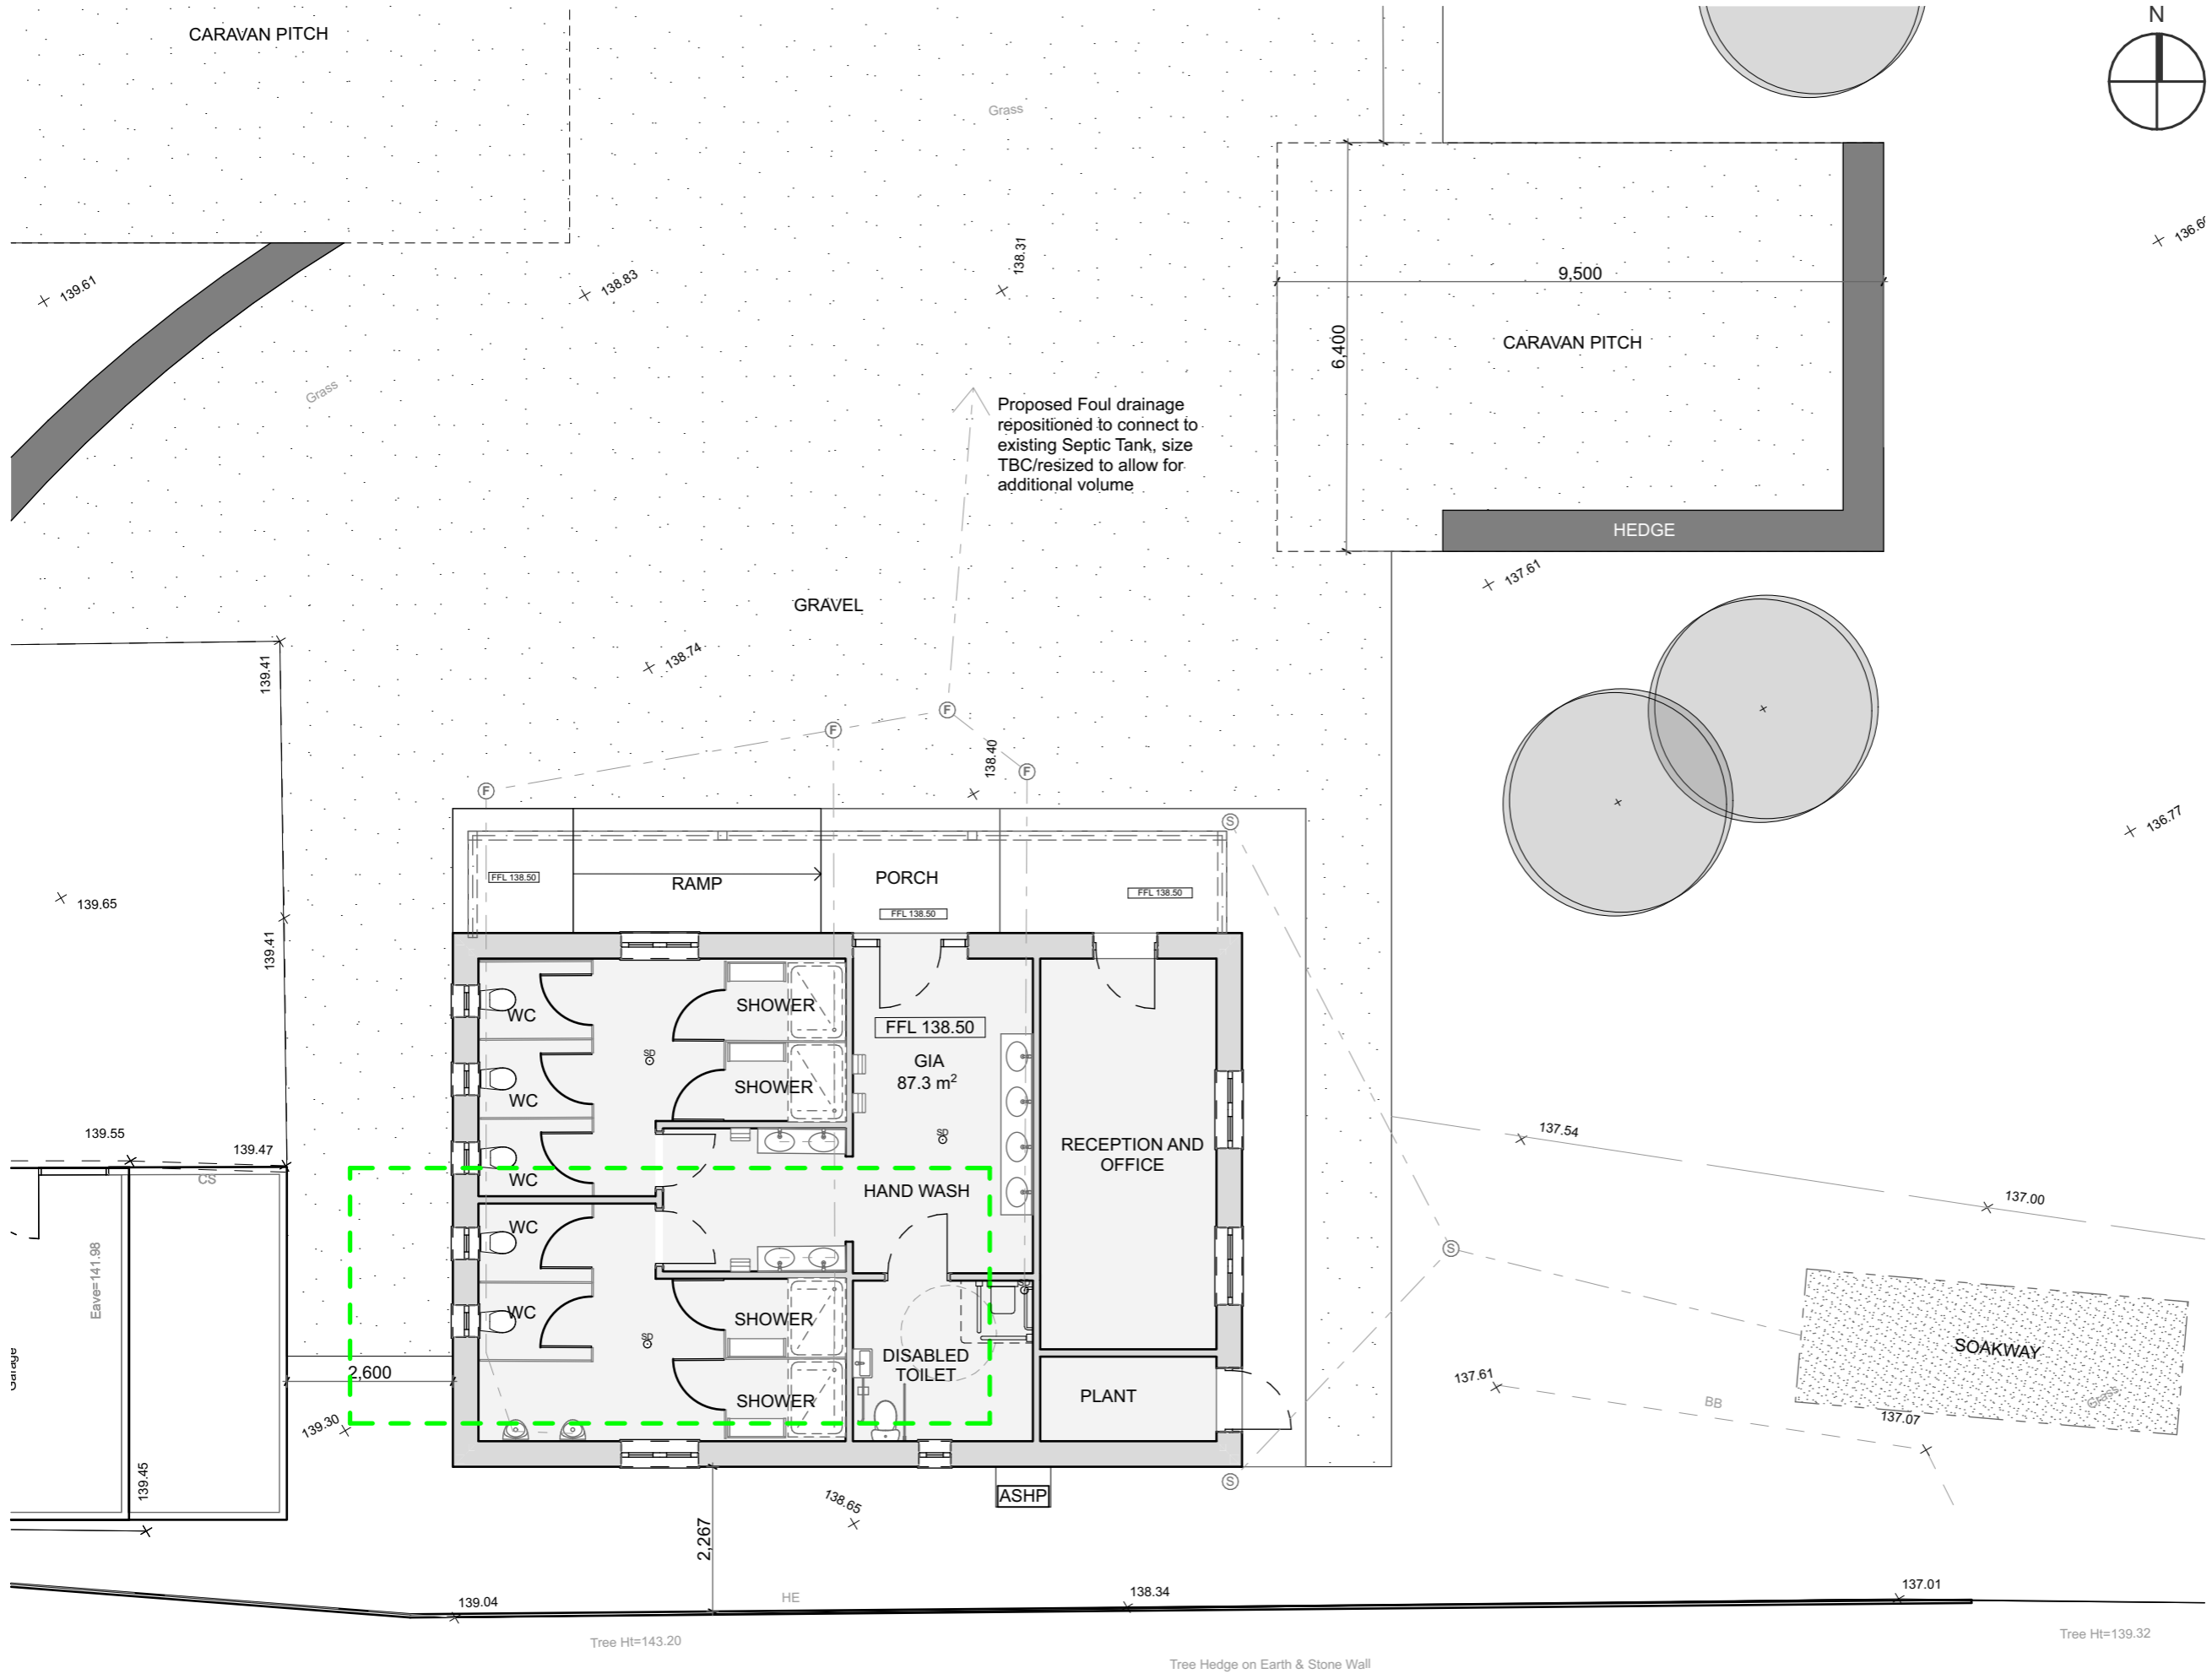 CARAVAN PITCH
N
Grass
139.61
138.83
138.31
9,500
6,400
CARAVAN PITCH
Grass
Proposed Foul drainage
repositioned to connect to
existing Septic Tank, size
TBC/resized to allow for
additional volume
HEDGE
137.61
GRAVEL
139.41
138.74
F
F
138.40
F
F
S
136.77
FFL 138.50
RAMP
PORCH
FFL 138.50
FFL 138.50
139.65
139.41
WC
SHOWER
FFL 138.50
GIA
87.3 m²
SD
WC
SHOWER
SD
139.55
139.47
CS
WC
HAND WASH
RECEPTION AND
OFFICE
137.54
137.00
WC
S
Eave=141.98
WC
SHOWER
SD
SD
DISABLED
TOILET
SOAKWAY
Garage
2,600
SHOWER
PLANT
137.61
BB
Grass
137.07
139.30
139.45
138.65
ASHP
S
2,267
139.04
HE
138.34
137.01
Tree Ht=143.20
Tree Ht=139.32
Tree Hedge on Earth & Stone Wall